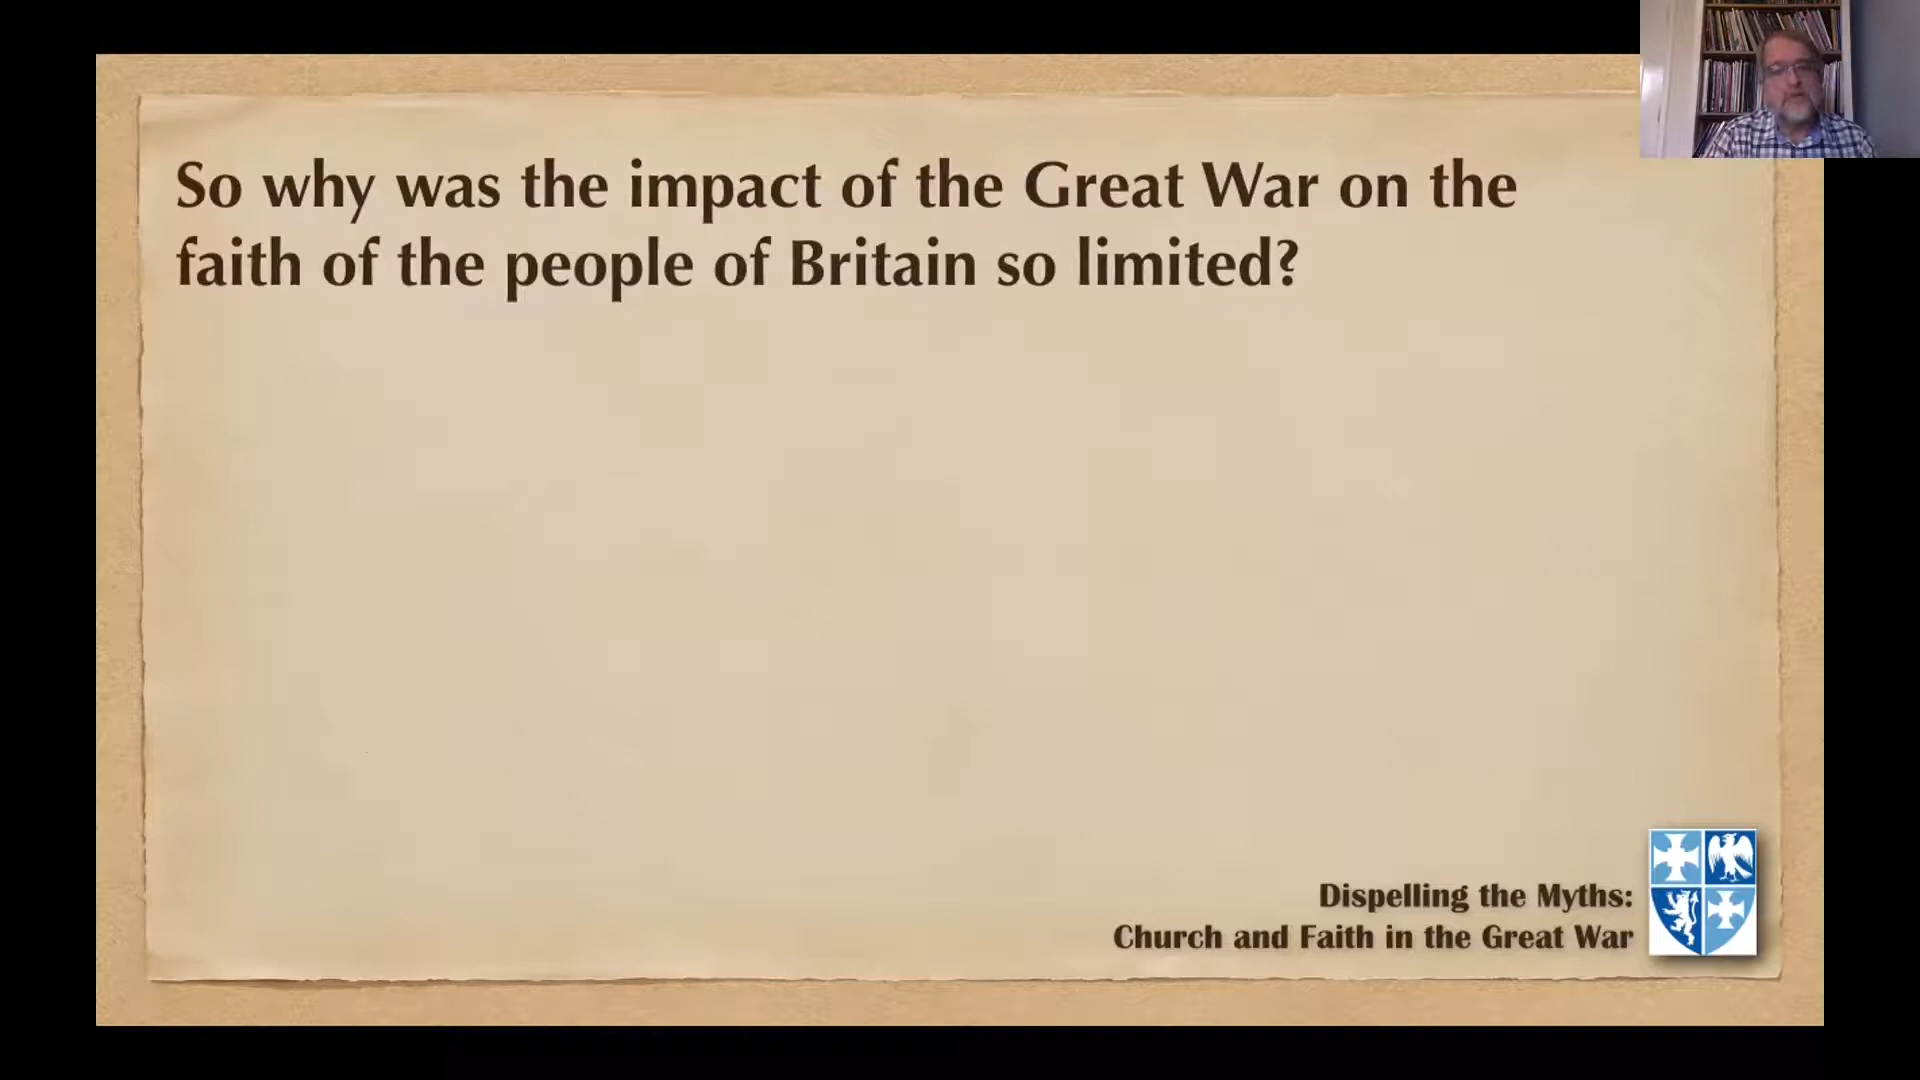 So why was the impact of the Great War on the
faith of the people of Britain so limited?
Dispelling the Myths:
Church and Faith in the Great War